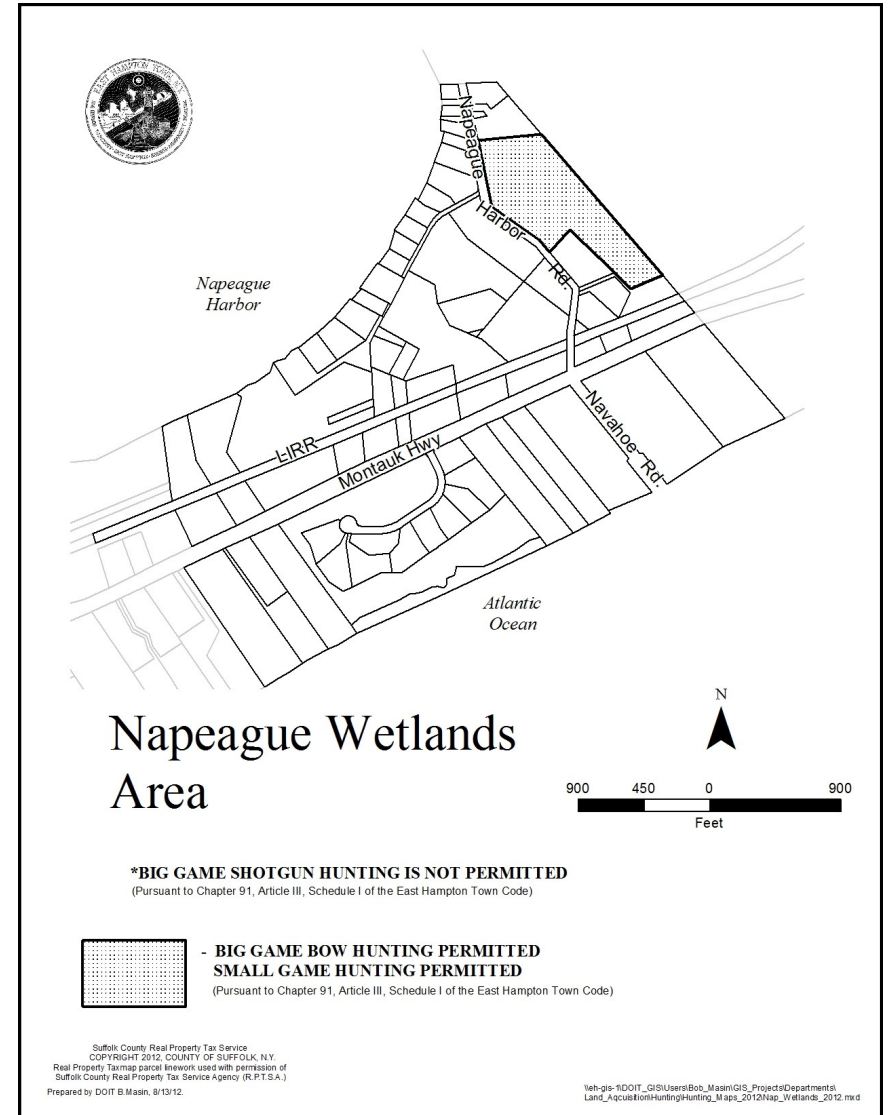 EAST HAMPTON TOWN, N.Y.
Napeague
Harbor
Rd.
Napeague
Harbor
LIRR
Montauk Hwy
Navahoe Rd.
Atlantic
Ocean
N
Napeague Wetlands
Area
900 450 0 900
Feet
*BIG GAME SHOTGUN HUNTING IS NOT PERMITTED
(Pursuant to Chapter 91, Article III, Schedule I of the East Hampton Town Code)
- BIG GAME BOW HUNTING PERMITTED
SMALL GAME HUNTING PERMITTED
(Pursuant to Chapter 91, Article III, Schedule I of the East Hampton Town Code)
Suffolk County Real Property Tax Service
COPYRIGHT 2012, COUNTY OF SUFFOLK, N.Y.
Real Property Taxmap parcel linework used with permission of
Suffolk County Real Property Tax Service Agency (R.P.T.S.A.)
Prepared by DOIT B.Masin, 8/13/12.
\\eh-gis-1\DOIT_GIS\Users\Bob_Masin\GIS_Projects\Departments\
Land_Aqcuisition\Hunting\Hunting_Maps_2012\Nap_Wetlands_2012.mxd